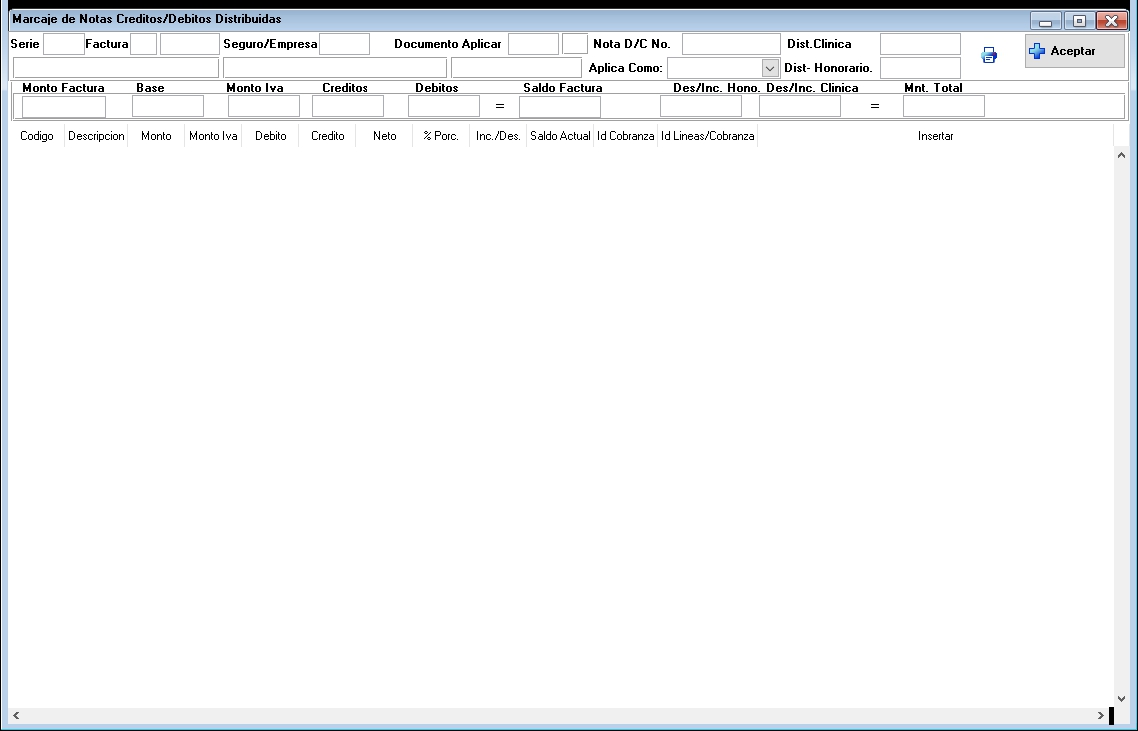 Marcaje de Notas Creditos/Debitos Distribuidas
Serie Factura Seguro/Empresa Documento Aplicar Nota D/C No. Dist.Clinica Aceptar
Aplica Como: Dist- Honorario.
Monto Factura Base Monto Iva Creditos Debitos Saldo Factura Des/Inc. Hono. Des/Inc. Clinica Mnt. Total
= =
Codigo Descripcion Monto Monto Iva Debito Credito Neto % Porc. Inc./Des. Saldo Actual Id Cobranza Id Lineas/Cobranza Insertar